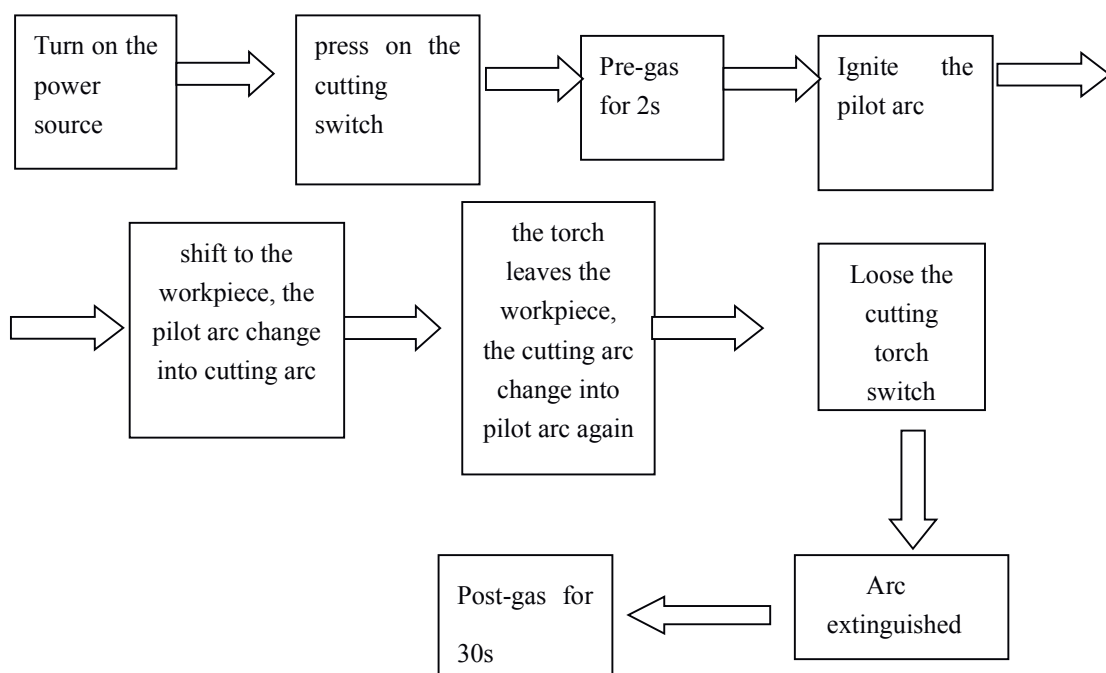 Turn on the
power
source
press on the
cutting
switch
Pre-gas
for 2s
Ignite the
pilot arc
shift to the
workpiece, the
pilot arc change
into cutting arc
the torch
leaves the
workpiece,
the cutting arc
change into
pilot arc again
Loose the
cutting
torch
switch
Arc
extinguished
Post-gas for
30s